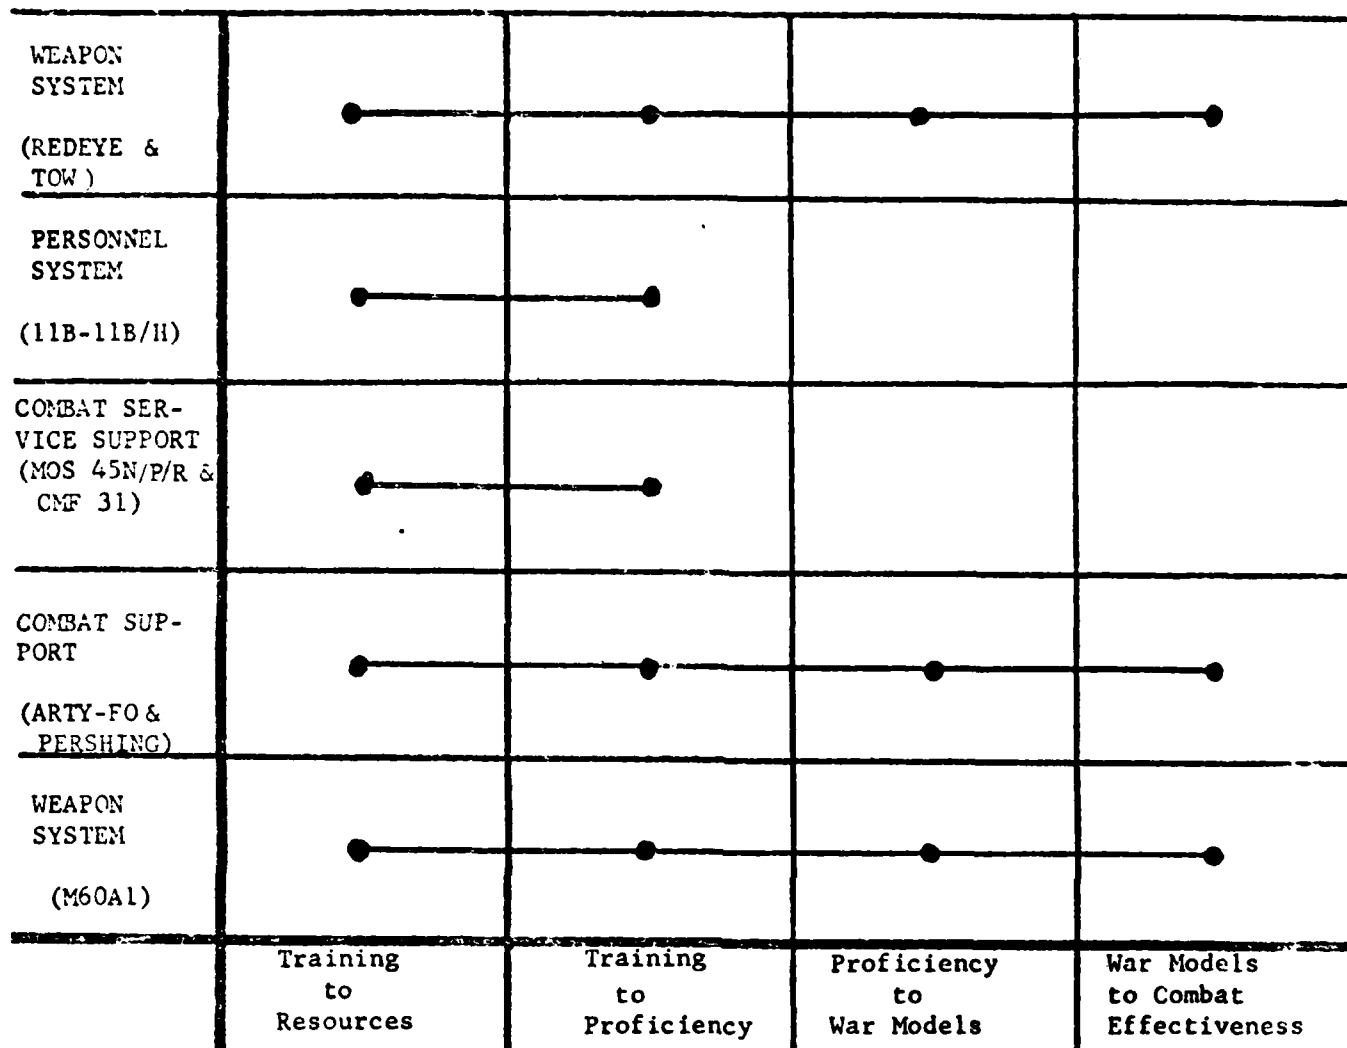 WEAPON
SYSTEM
(REDEYE &
TOW)
PERSONNEL
SYSTEM
(11B-11B/H)
COMBAT SER-
VICE SUPPORT
(MOS 45N/P/R &
CMF 31)
COMBAT SUP-
PORT
(ARTY-FO &
PERSHING)
WEAPON
SYSTEM
(M60A1)
Training
to
Resources
Training
to
Proficiency
Proficiency
to
War Models
War Models
to Combat
Effectiveness